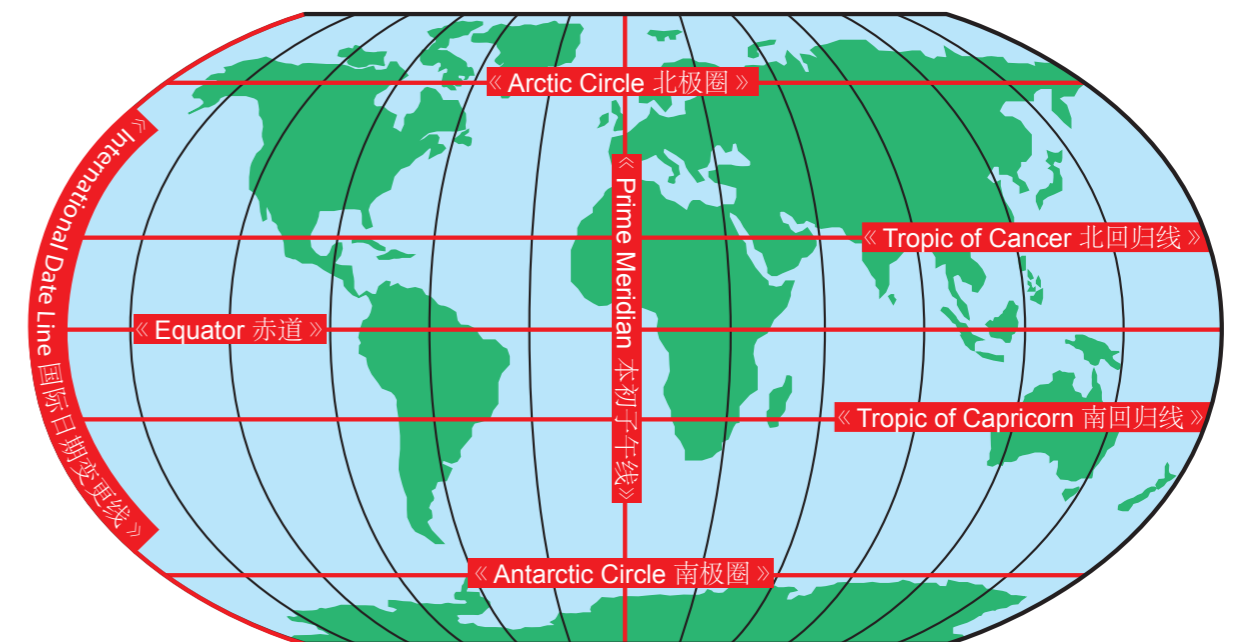 《 Arctic Circle 北极圈 》
《 International Date Line 国际日期变更线 》
《 Prime Meridian 本初子午线》
《 Tropic of Cancer 北回归线 》
《 Equator 赤道 》
《 Tropic of Capricorn 南回归线 》
《 Antarctic Circle 南极圈 》